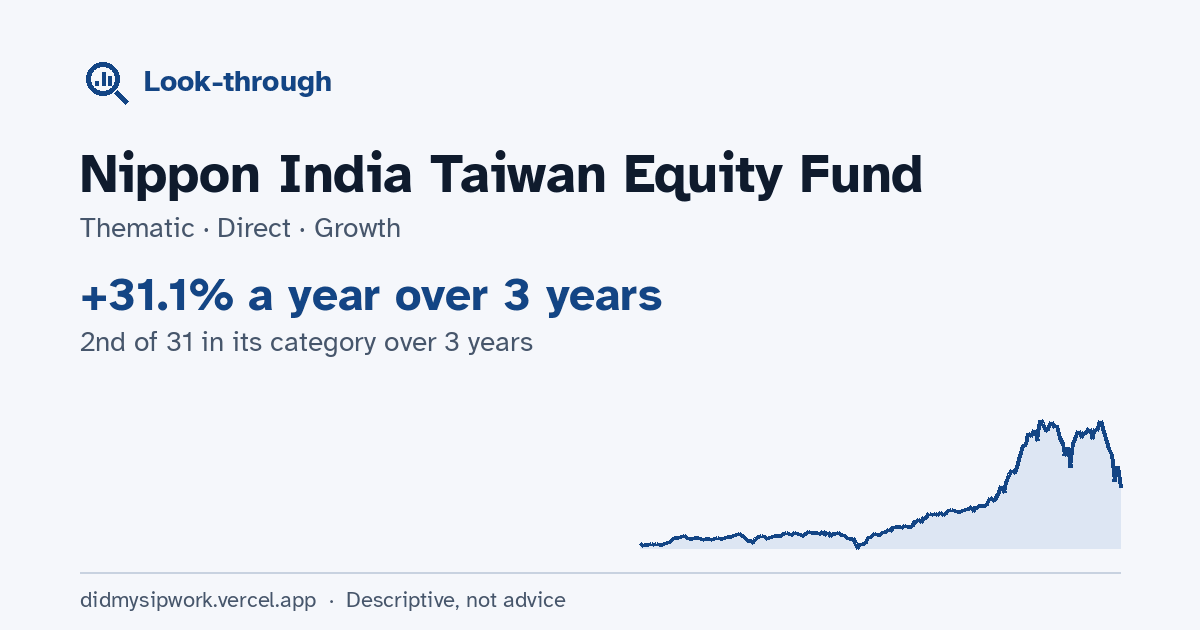 Look-through
Nippon India Taiwan Equity Fund
Thematic · Direct · Growth
+31.1% a year over 3 years
2nd of 31 in its category over 3 years
didmysipwork.vercel.app · Descriptive, not advice